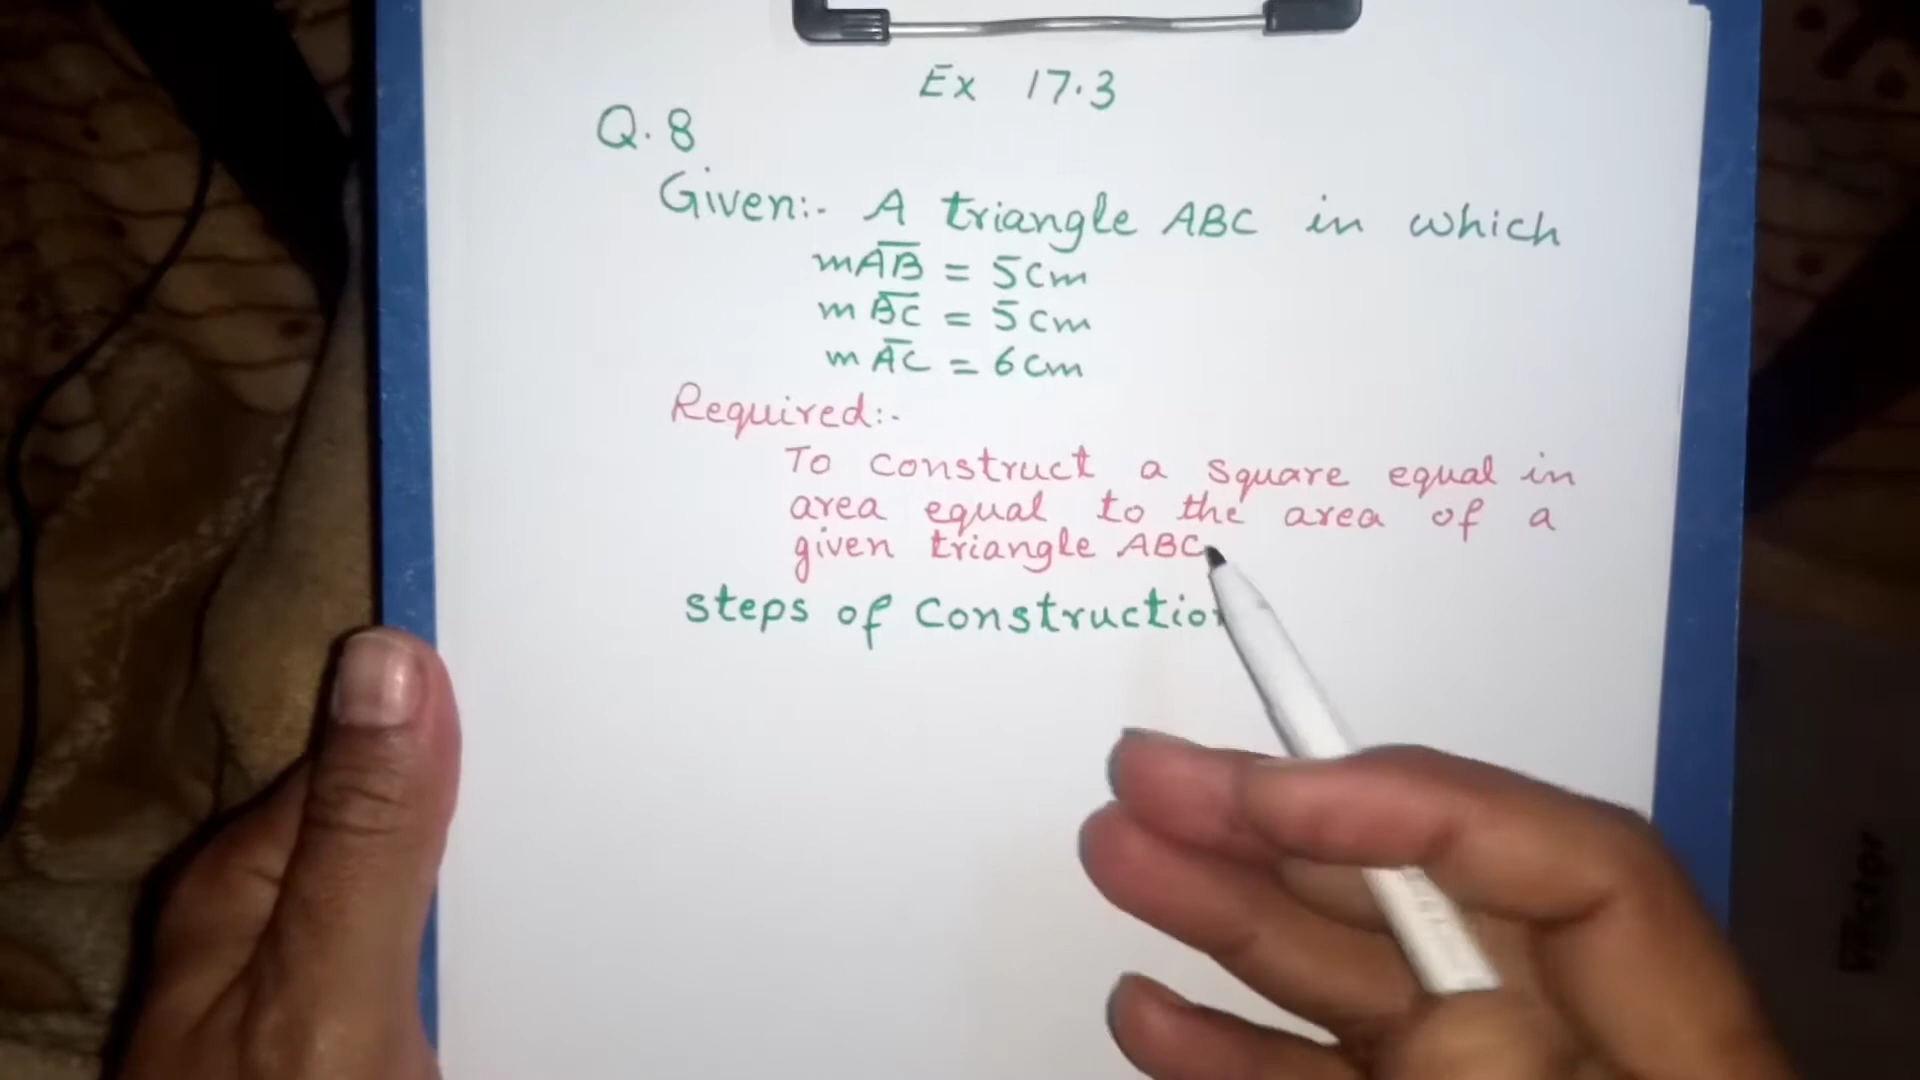 Ex 17.3
Q.8
Given:- A triangle ABC in which
mAB = 5cm
mBC = 5cm
mAC = 6cm
Required:-
To construct a square equal in
area equal to the area of a
given triangle ABC
steps of Construction